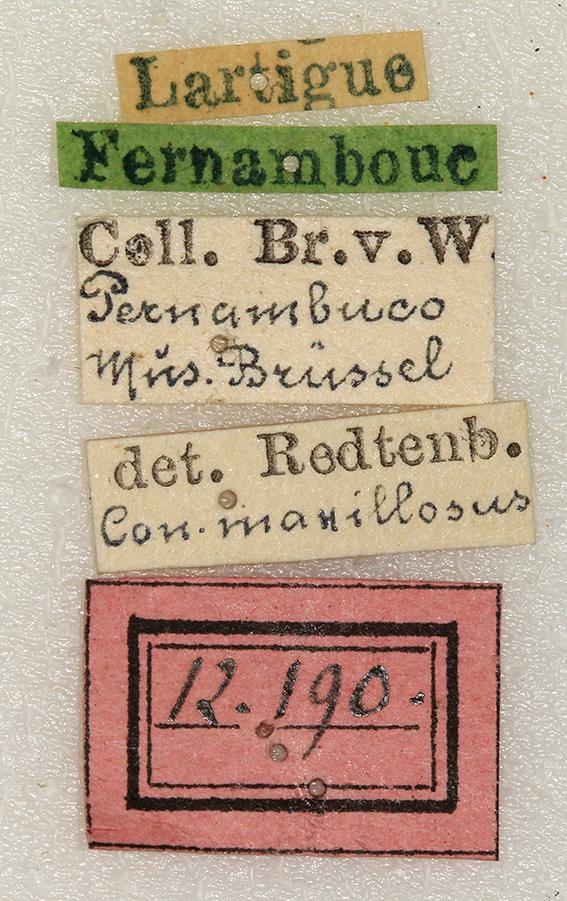 Lartigue
Fernambouc
Coll. Br.v.W.
Pernambuco
Mus. Brüssel
det. Redtenb.
Con. maxillosus
12.190.